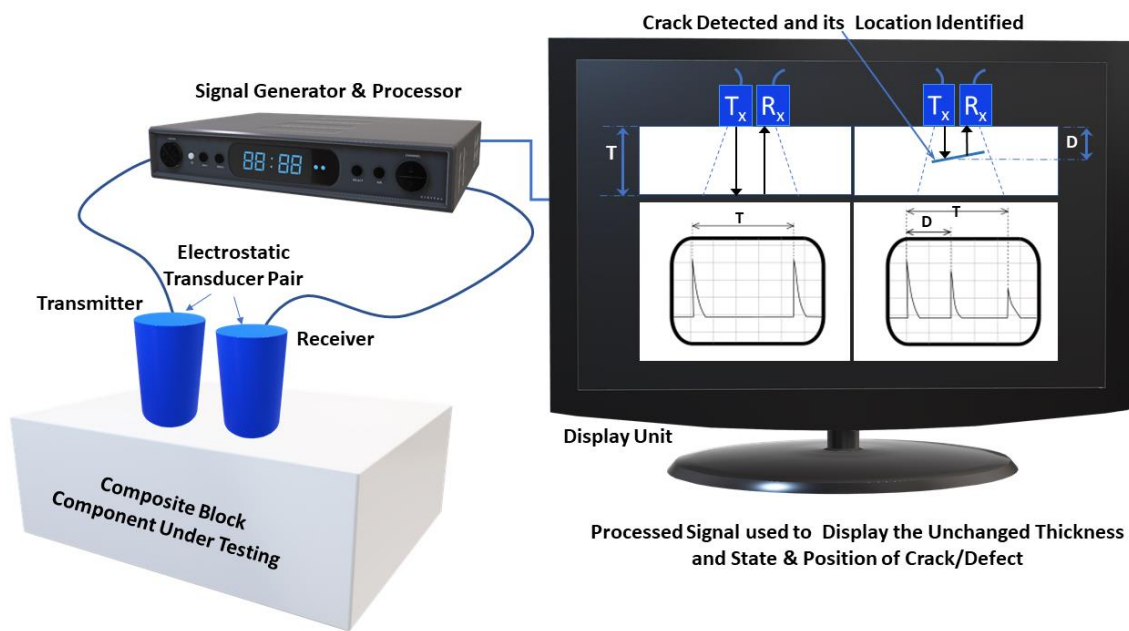 Crack Detected and its Location Identified
Signal Generator & Processor
88:88
Tx Rx
Tx Rx
T
D
T
T
D
Electrostatic
Transducer Pair
Transmitter
Receiver
Display Unit
Composite Block
Component Under Testing
Processed Signal used to Display the Unchanged Thickness
and State & Position of Crack/Defect